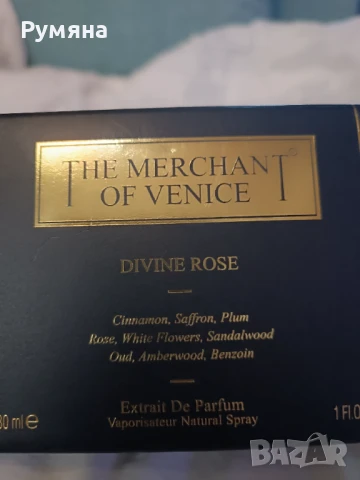 Румяна
THE MERCHANT®
OF VENICE
DIVINE ROSE
Cinnamon, Saffron, Plum
Rose, White Flowers, Sandalwood
Oud, Amberwood, Benzoin
Extrait De Parfum
Vaporisateur Natural Spray
30 ml e
1 Fl.O
BAZAR